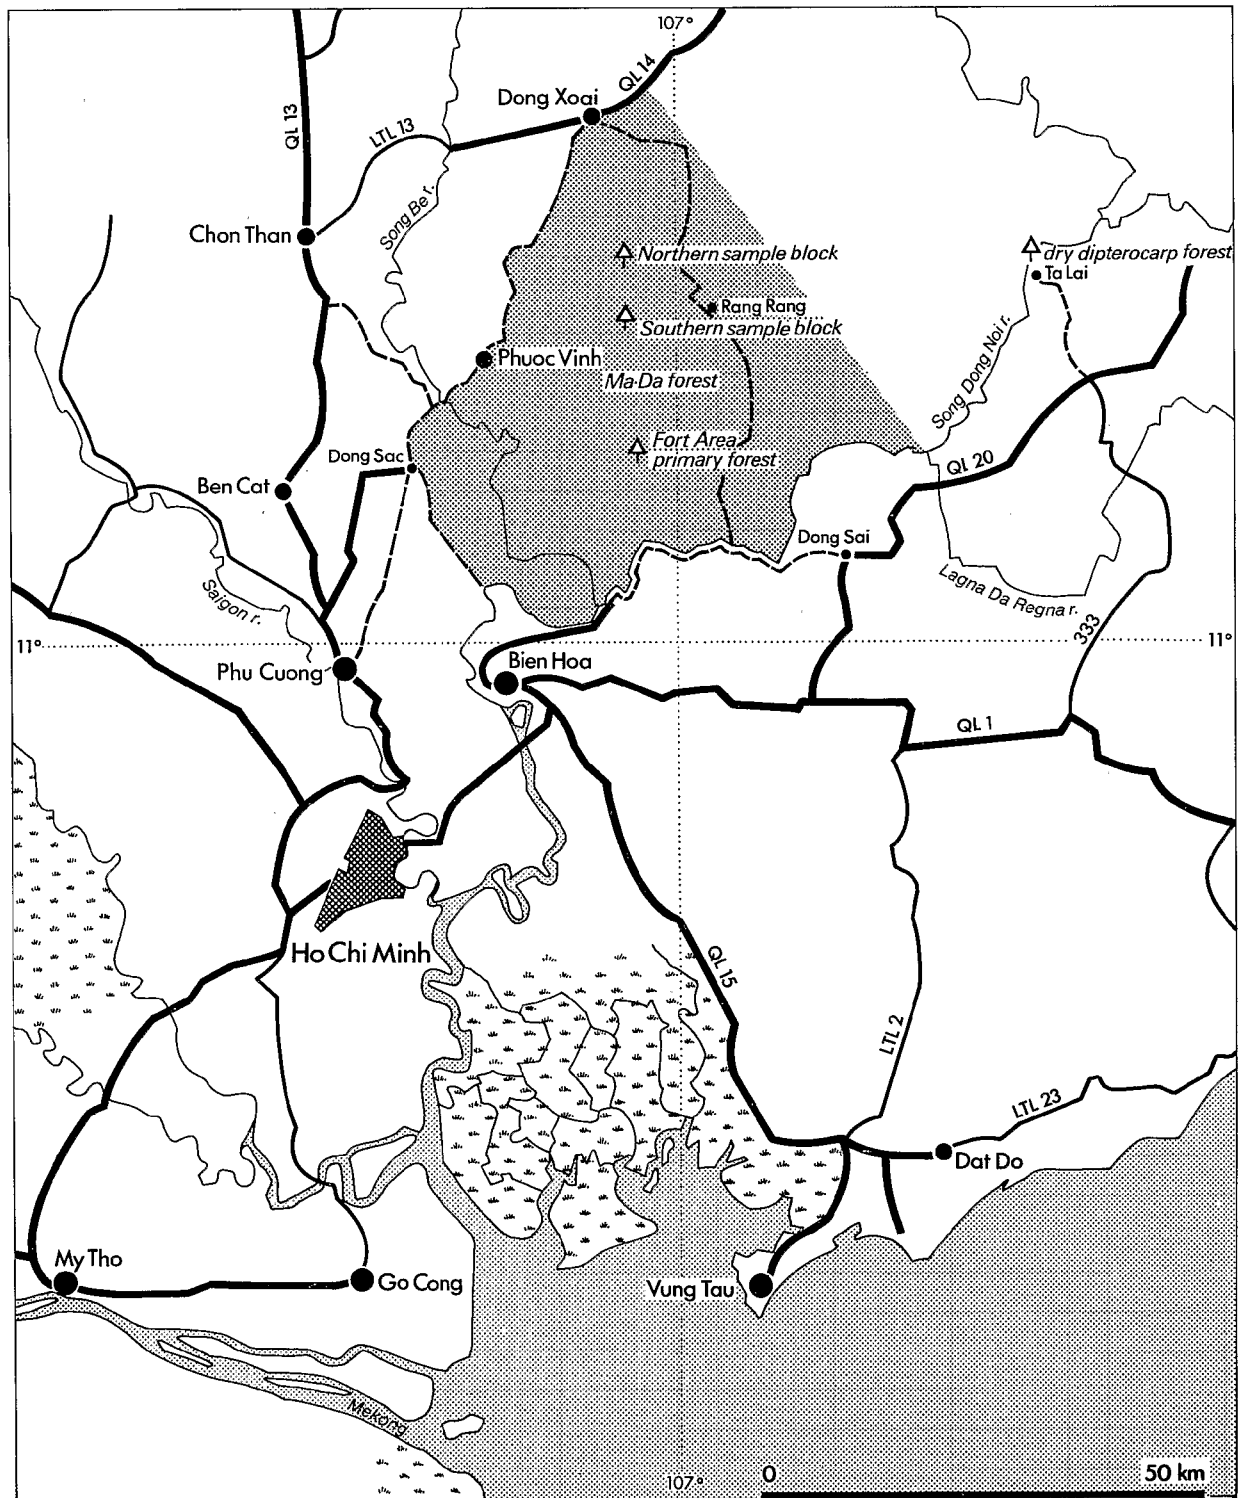 107°
QL 13
QL 14
Dong Xoai
LTL 13
Song Be r.
Chon Than
Northern sample block
dry dipterocarp forest
Ta Lai
Rang Rang
Southern sample block
Song Dong Noi r.
Phuoc Vinh
Ma-Da forest
Fort Area
primary forest
Dong Sac
QL 20
Ben Cat
Dong Sai
Lagna Da Regna r.
Saigon r.
333
11°
11°
Bien Hoa
Phu Cuong
QL 1
Ho Chi Minh
QL 15
LTL 2
LTL 23
Dat Do
My Tho
Go Cong
Vung Tau
Mekong
107°
0
50 km